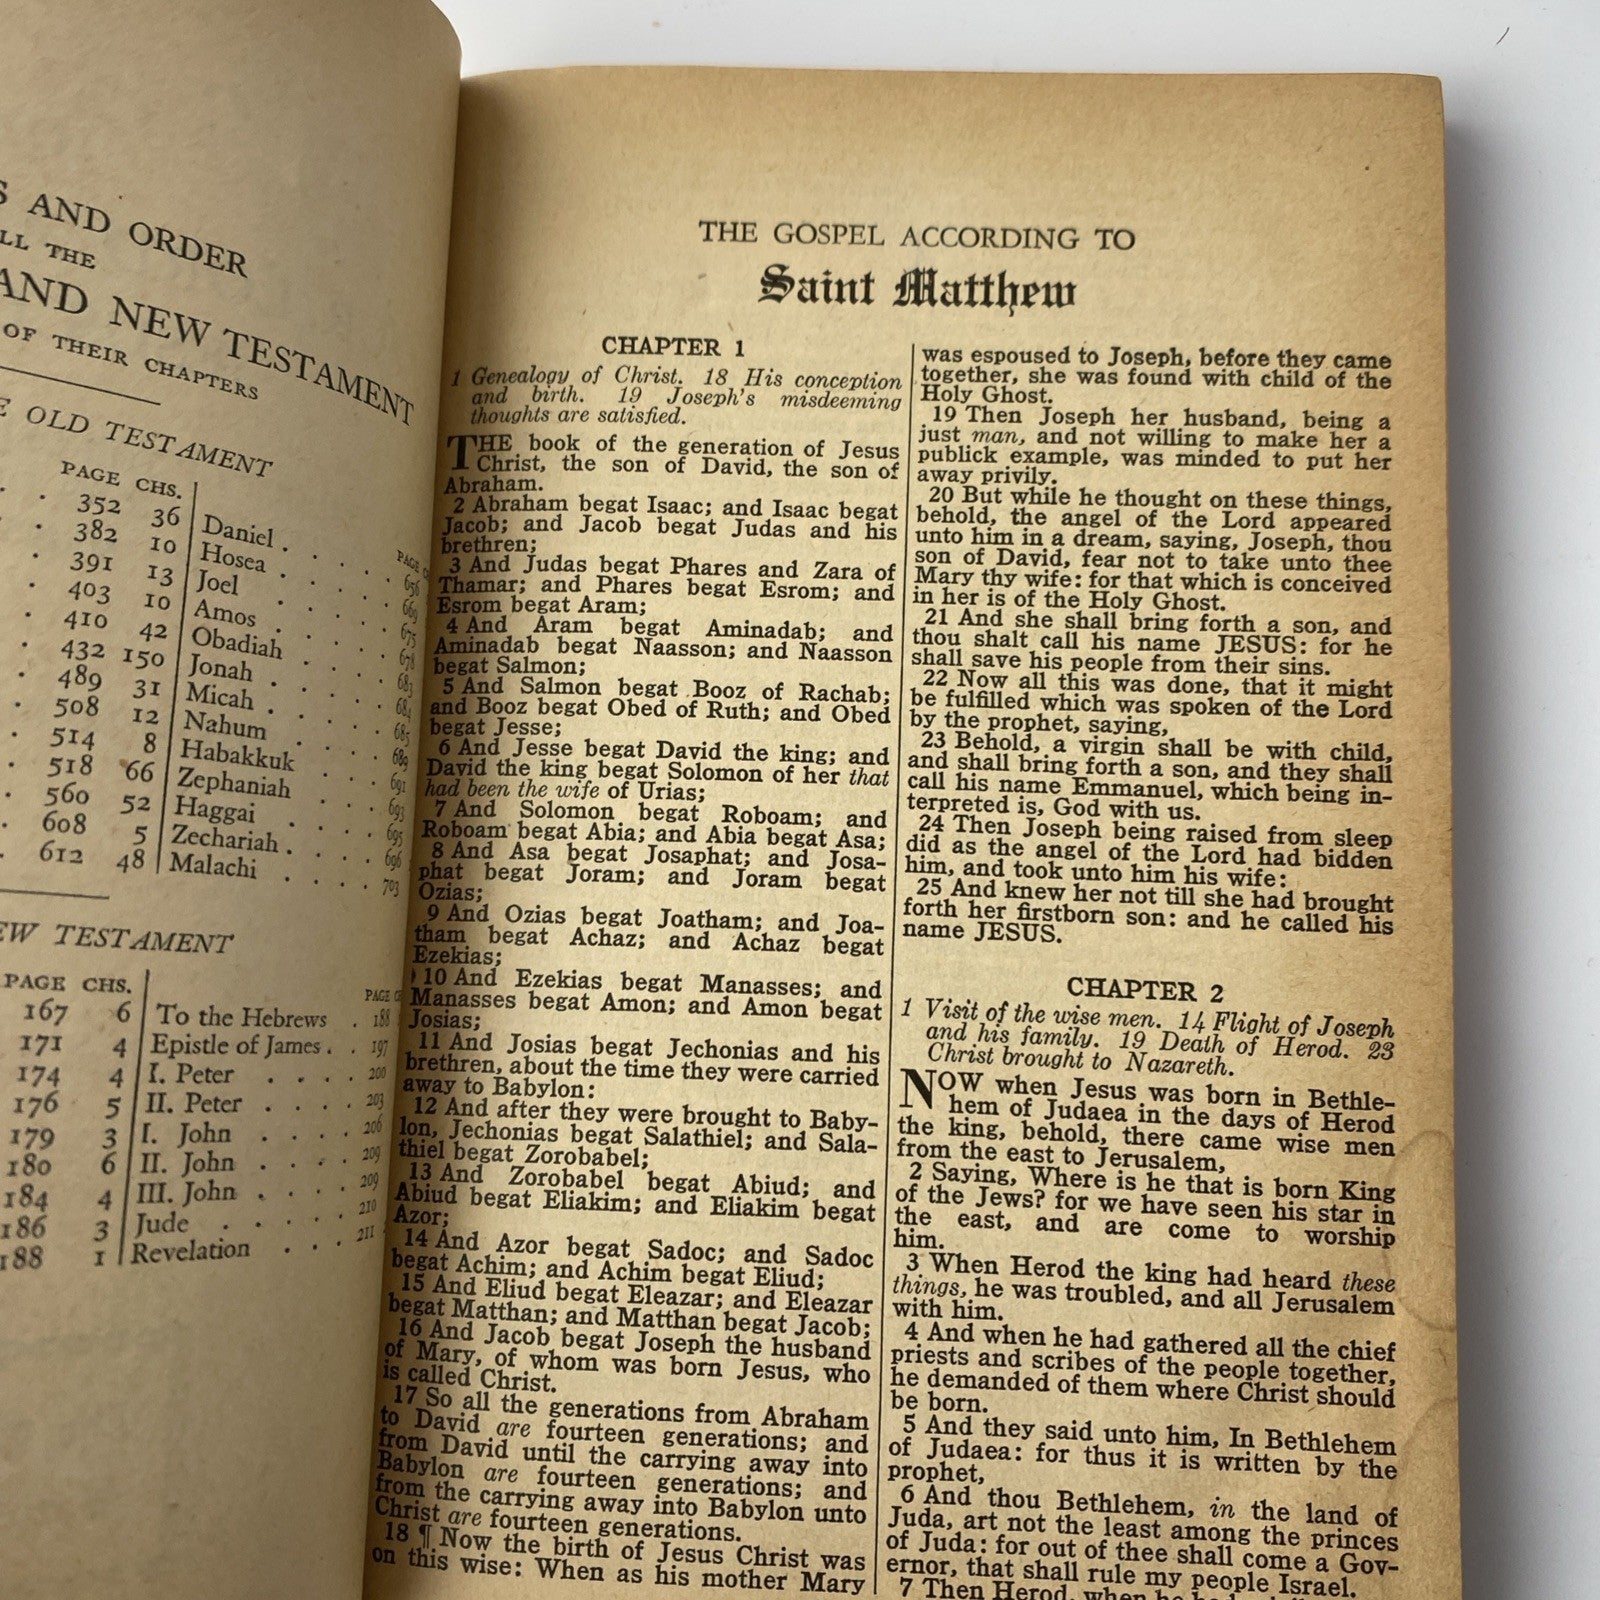 S AND ORDER
LL THE
AND NEW TESTAMENT
OF THEIR CHAPTERS
E OLD TESTAMENT
PAGE CHS.
352 36
382 10
391 13
403 10
410 42
432 150
489 31
508 12
514 8
518 66
560 52
608 5
612 48
PAGE
Daniel . . . . 656
Hosea . . . . 669
Joel . . . . 675
Amos . . . . 678
Obadiah . . . . 683
Jonah . . . . 684
Micah . . . . 685
Nahum . . . . 689
Habakkuk . . . 691
Zephaniah . . . 693
Haggai . . . . 695
Zechariah . . . . 696
Malachi . . . . 703
EW TESTAMENT
PAGE CHS.
167 6
171 4
174 4
176 5
179 3
180 6
184 4
186 3
188 1
PAGE
To the Hebrews . 188
Epistle of James . . 197
I. Peter . . . . 200
II. Peter . . . . 203
I. John . . . . 206
II. John . . . . 209
III. John . . . . 209
Jude . . . . 210
Revelation . . . 211
THE GOSPEL ACCORDING TO
Saint Matthew
CHAPTER 1
1 Genealogy of Christ. 18 His conception
and birth. 19 Joseph's misdeeming
thoughts are satisfied.
THE book of the generation of Jesus
Christ, the son of David, the son of
Abraham.
2 Abraham begat Isaac; and Isaac begat
Jacob; and Jacob begat Judas and his
brethren;
3 And Judas begat Phares and Zara of
Thamar; and Phares begat Esrom; and
Esrom begat Aram;
4 And Aram begat Aminadab; and
Aminadab begat Naasson; and Naasson
begat Salmon;
5 And Salmon begat Booz of Rachab;
and Booz begat Obed of Ruth; and Obed
begat Jesse;
6 And Jesse begat David the king; and
David the king begat Solomon of her that
had been the wife of Urias;
7 And Solomon begat Roboam; and
Roboam begat Abia; and Abia begat Asa;
8 And Asa begat Josaphat; and Josa-
phat begat Joram; and Joram begat
Ozias;
9 And Ozias begat Joatham; and Joa-
tham begat Achaz; and Achaz begat
Ezekias;
10 And Ezekias begat Manasses; and
Manasses begat Amon; and Amon begat
Josias;
11 And Josias begat Jechonias and his
brethren, about the time they were carried
away to Babylon:
12 And after they were brought to Baby-
lon, Jechonias begat Salathiel; and Sala-
thiel begat Zorobabel;
13 And Zorobabel begat Abiud; and
Abiud begat Eliakim; and Eliakim begat
Azor;
14 And Azor begat Sadoc; and Sadoc
begat Achim; and Achim begat Eliud;
15 And Eliud begat Eleazar; and Eleazar
begat Matthan; and Matthan begat Jacob;
16 And Jacob begat Joseph the husband
of Mary, of whom was born Jesus, who
is called Christ.
17 So all the generations from Abraham
to David are fourteen generations; and
from David until the carrying away into
Babylon are fourteen generations; and
from the carrying away into Babylon unto
Christ are fourteen generations.
18 ¶ Now the birth of Jesus Christ was
on this wise: When as his mother Mary
was espoused to Joseph, before they came
together, she was found with child of the
Holy Ghost.
19 Then Joseph her husband, being a
just man, and not willing to make her a
publick example, was minded to put her
away privily.
20 But while he thought on these things,
behold, the angel of the Lord appeared
unto him in a dream, saying, Joseph, thou
son of David, fear not to take unto thee
Mary thy wife: for that which is conceived
in her is of the Holy Ghost.
21 And she shall bring forth a son, and
thou shalt call his name JESUS: for he
shall save his people from their sins.
22 Now all this was done, that it might
be fulfilled which was spoken of the Lord
by the prophet, saying,
23 Behold, a virgin shall be with child,
and shall bring forth a son, and they shall
call his name Emmanuel, which being in-
terpreted is, God with us.
24 Then Joseph being raised from sleep
did as the angel of the Lord had bidden
him, and took unto him his wife:
25 And knew her not till she had brought
forth her firstborn son: and he called his
name JESUS.
CHAPTER 2
1 Visit of the wise men. 14 Flight of Joseph
and his family. 19 Death of Herod. 23
Christ brought to Nazareth.
NOW when Jesus was born in Bethle-
hem of Judaea in the days of Herod
the king, behold, there came wise men
from the east to Jerusalem,
2 Saying, Where is he that is born King
of the Jews? for we have seen his star in
the east, and are come to worship
him.
3 When Herod the king had heard these
things, he was troubled, and all Jerusalem
with him.
4 And when he had gathered all the chief
priests and scribes of the people together,
he demanded of them where Christ should
be born.
5 And they said unto him, In Bethlehem
of Judaea: for thus it is written by the
prophet,
6 And thou Bethlehem, in the land of
Juda, art not the least among the princes
of Juda: for out of thee shall come a Gov-
ernor, that shall rule my people Israel.
7 Then Herod, when he had